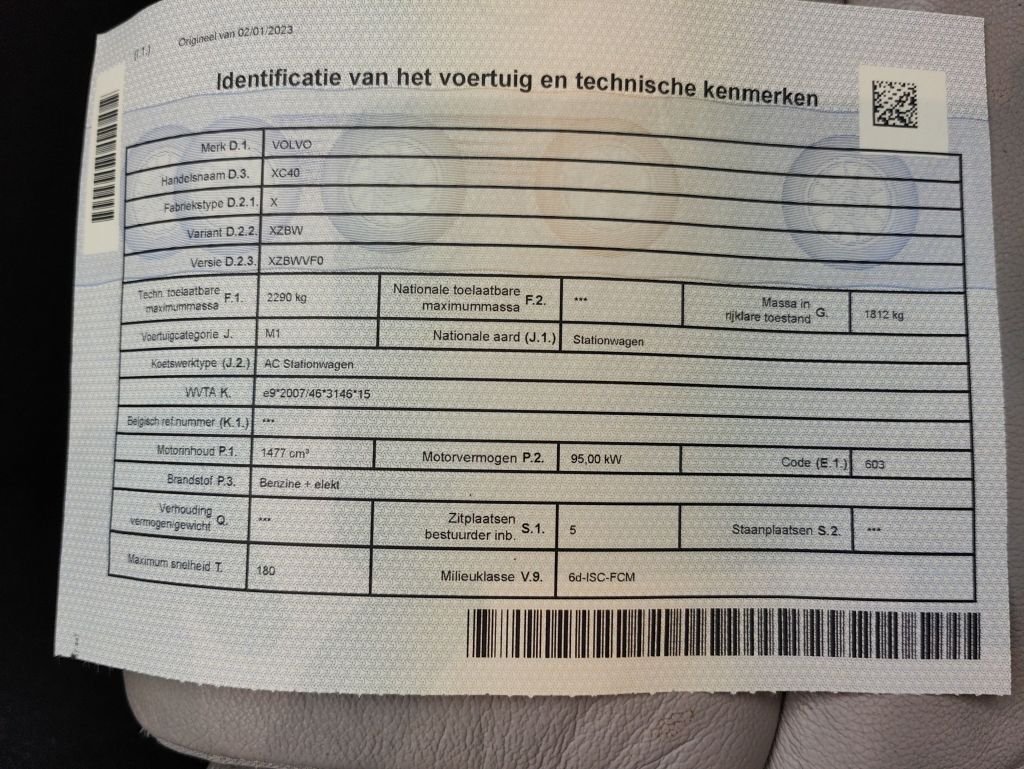 (I.1.) Origineel van 02/01/2023
Identificatie van het voertuig en technische kenmerken
Merk D.1. VOLVO
Handelsnaam D.3. XC40
Fabriekstype D.2.1. X
Variant D.2.2. XZBW
Versie D.2.3. XZBWVF0
Techn. toelaatbare maximummassa F.1. 2290 kg Nationale toelaatbare maximummassa F.2. *** Massa in rijklare toestand G. 1812 kg
Voertuigcategorie J. M1 Nationale aard (J.1.) Stationwagen
Koetswerktype (J.2.) AC Stationwagen
WVTA K. e9*2007/46*3146*15
Belgisch ref.nummer (K.1.) ***
Motorinhoud P.1. 1477 cm³ Motorvermogen P.2. 95,00 kW Code (E.1.) 603
Brandstof P.3. Benzine + elekt
Verhouding vermogen/gewicht Q. *** Zitplaatsen bestuurder inb. S.1. 5 Staanplaatsen S.2. ***
Maximum snelheid T. 180 Milieuklasse V.9. 6d-ISC-FCM